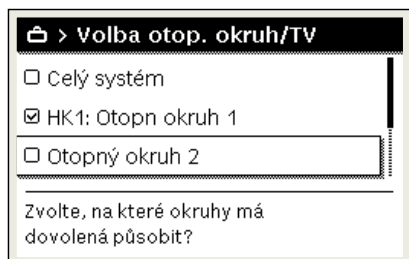 > Volba otop. okruh/TV
Celý systém
HK1: Otopn okruh 1
Otopný okruh 2
Zvolte, na které okruhy má
dovolená působit?